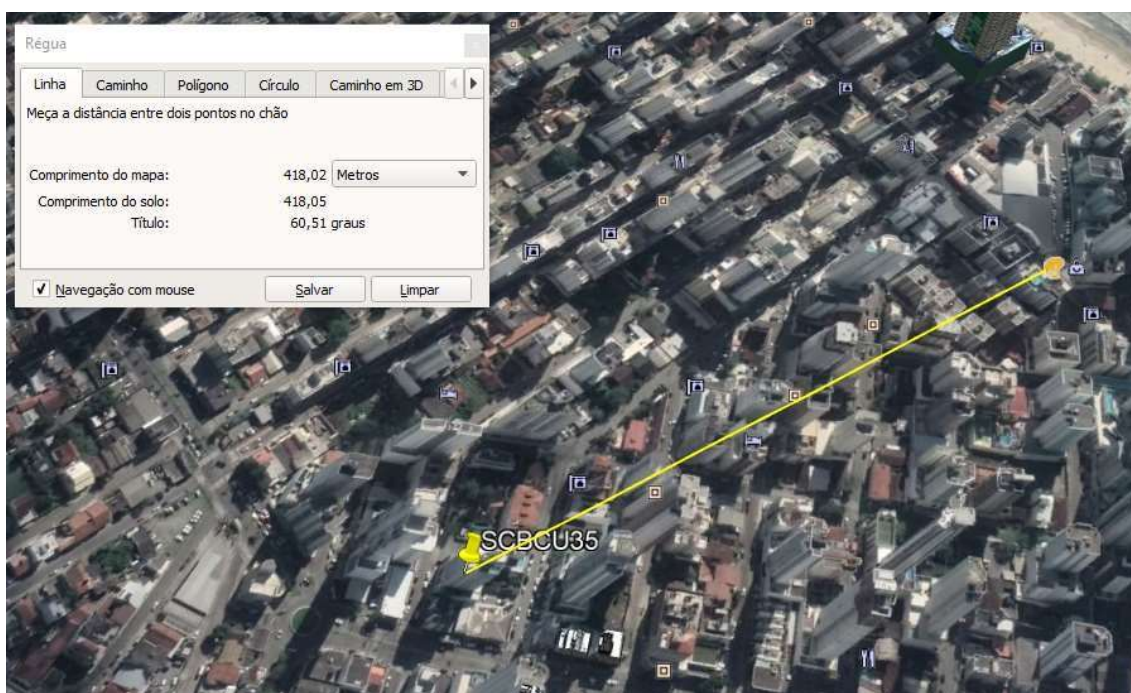 Régua
Linha Caminho Polígono Círculo Caminho em 3D
Meça a distância entre dois pontos no chão
Comprimento do mapa: 418,02 Metros
Comprimento do solo: 418,05
Título: 60,51 graus
Navegação com mouse Salvar Limpar
SCBCU35